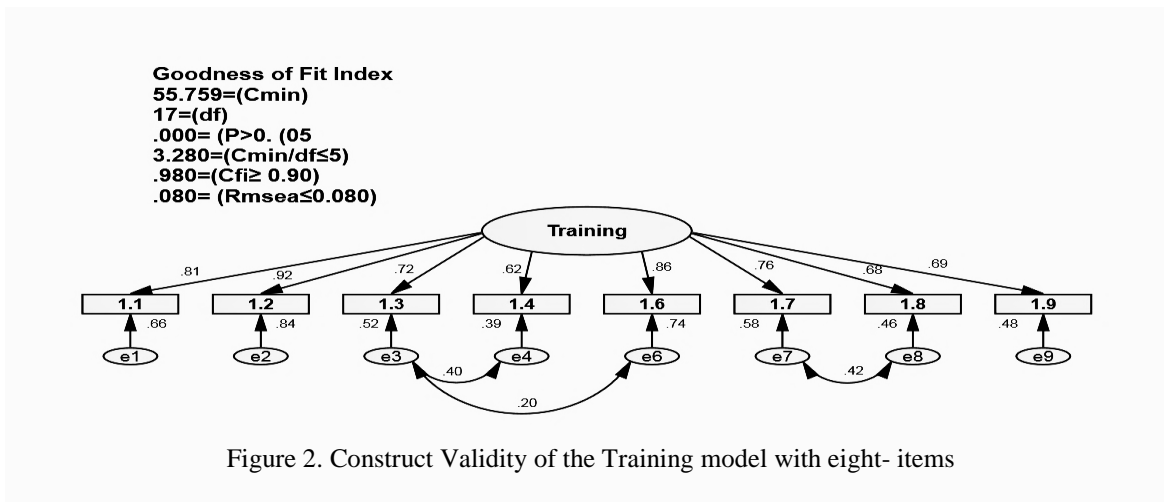 Goodness of Fit Index
55.759=(Cmin)
17=(df)
.000= (P>0. (05
3.280=(Cmin/df≤5)
.980=(Cfi≥ 0.90)
.080= (Rmsea≤0.080)
Training
.81 .92 .72 .62 .86 .76 .68 .69
1.1 1.2 1.3 1.4 1.6 1.7 1.8 1.9
.66 .84 .52 .39 .74 .58 .46 .48
e1 e2 e3 e4 e6 e7 e8 e9
.40 .42
.20
Figure 2. Construct Validity of the Training model with eight- items